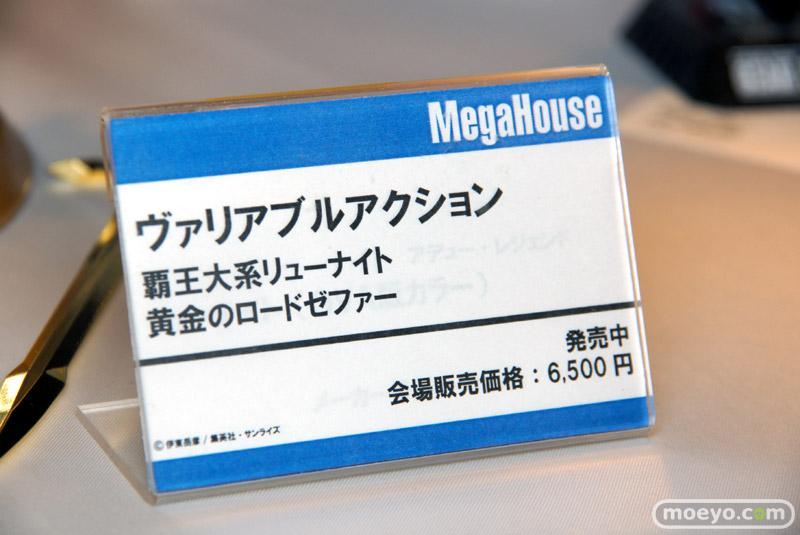 MegaHouse
ヴァリアブルアクション
覇王大系リューナイト
黄金のロードゼファー
発売中
会場販売価格：6,500円
©伊東岳彦/集英社・サンライズ
moeyo.com